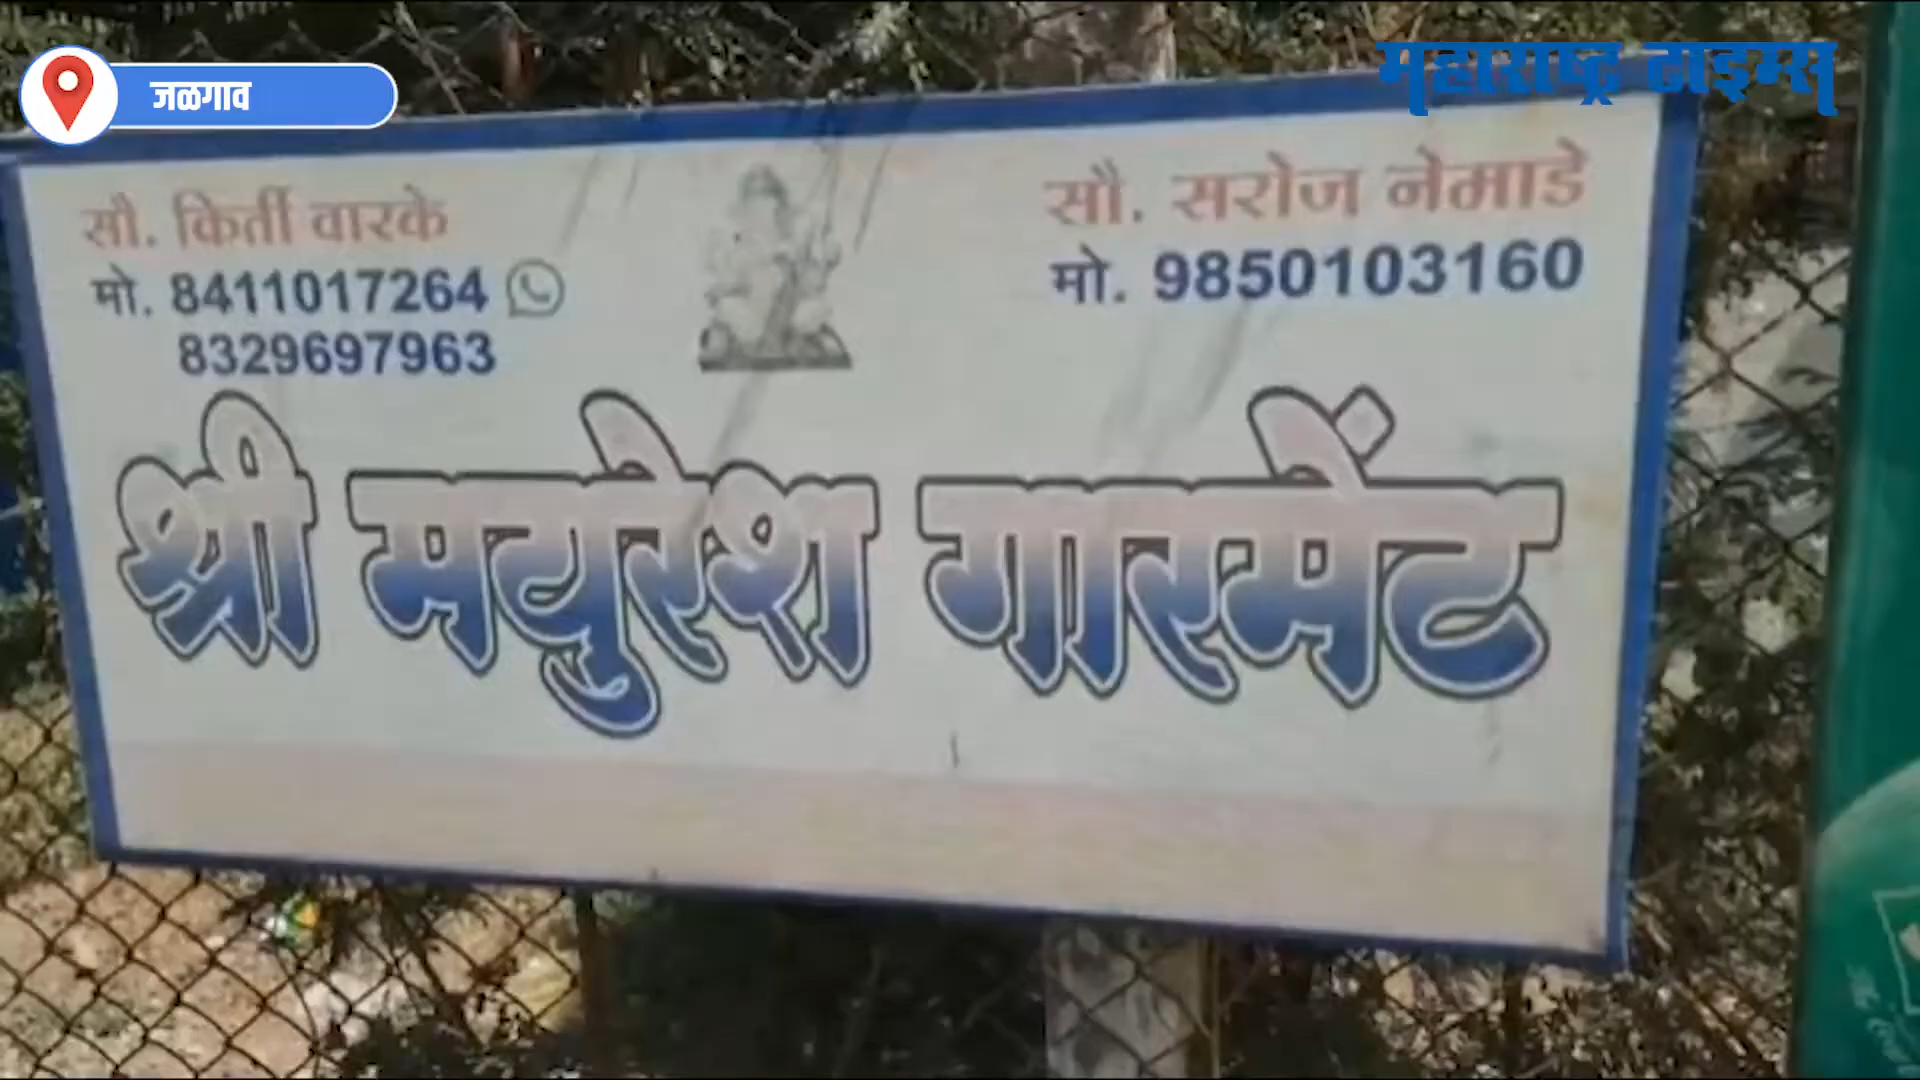 महाराष्ट्र टाइम्स
जळगाव
सौ. किर्ती वारके
मो. 8411017264
8329697963
सौ. सरोज नेमाडे
मो. 9850103160
श्री मयुरेश गारमेंट